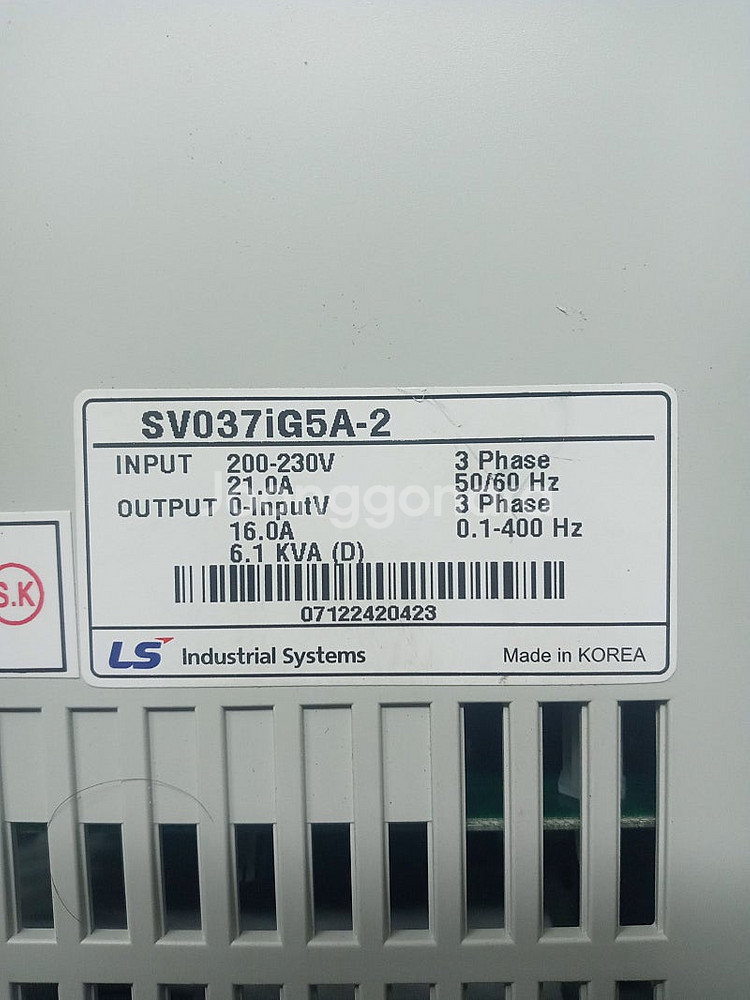 SV037iG5A-2
INPUT 200-230V 3 Phase
21.0A 50/60 Hz
OUTPUT 0-InputV 3 Phase
16.0A 0.1-400 Hz
6.1 KVA (D)
07122420423
LS Industrial Systems Made in KOREA
S.K